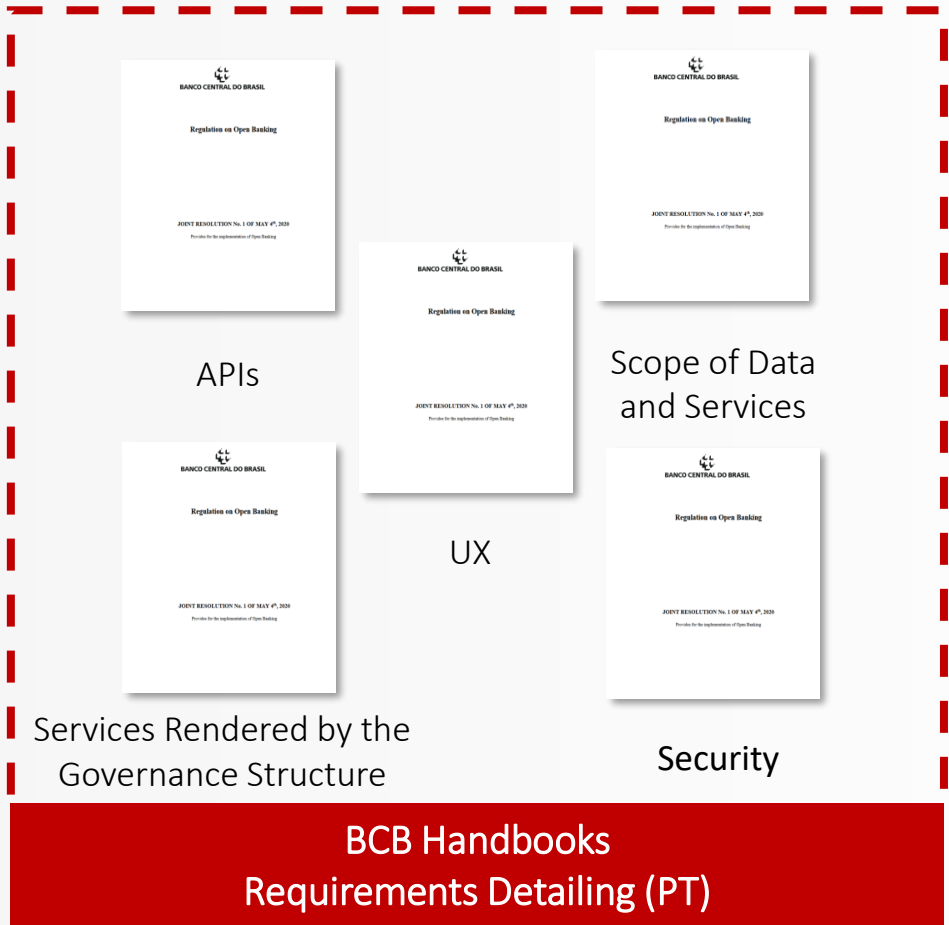 BANCO CENTRAL DO BRASIL
Regulation on Open Banking
JOINT RESOLUTION No. 1 OF MAY 4th, 2020
Provides for the implementation of Open Banking
APIs
BANCO CENTRAL DO BRASIL
Regulation on Open Banking
JOINT RESOLUTION No. 1 OF MAY 4th, 2020
Provides for the implementation of Open Banking
Scope of Data
and Services
BANCO CENTRAL DO BRASIL
Regulation on Open Banking
JOINT RESOLUTION No. 1 OF MAY 4th, 2020
Provides for the implementation of Open Banking
UX
BANCO CENTRAL DO BRASIL
Regulation on Open Banking
JOINT RESOLUTION No. 1 OF MAY 4th, 2020
Provides for the implementation of Open Banking
Services Rendered by the
Governance Structure
BANCO CENTRAL DO BRASIL
Regulation on Open Banking
JOINT RESOLUTION No. 1 OF MAY 4th, 2020
Provides for the implementation of Open Banking
Security
BCB Handbooks
Requirements Detailing (PT)